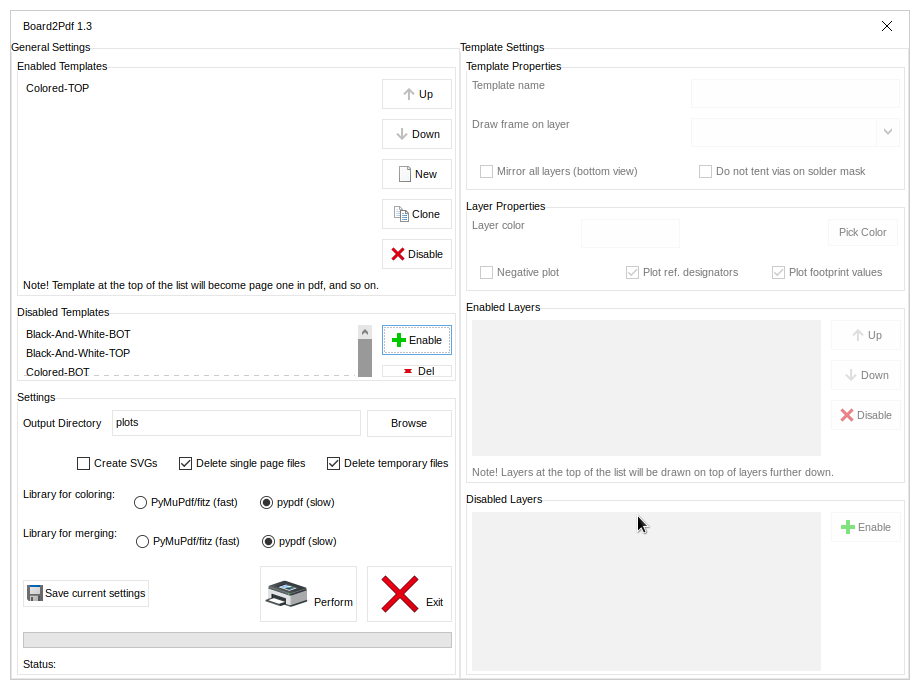 Board2Pdf 1.3
General Settings
Enabled Templates
Colored-TOP
Up
Down
New
Clone
Disable
Note! Template at the top of the list will become page one in pdf, and so on.
Disabled Templates
Black-And-White-BOT
Black-And-White-TOP
Colored-BOT
Enable
Del
Settings
Output Directory
plots
Browse
Create SVGs
Delete single page files
Delete temporary files
Library for coloring:
PyMuPdf/fitz (fast)
pypdf (slow)
Library for merging:
PyMuPdf/fitz (fast)
pypdf (slow)
Save current settings
Perform
Exit
Status:
Template Settings
Template Properties
Template name
Draw frame on layer
Mirror all layers (bottom view)
Do not tent vias on solder mask
Layer Properties
Layer color
Pick Color
Negative plot
Plot ref. designators
Plot footprint values
Enabled Layers
Up
Down
Disable
Note! Layers at the top of the list will be drawn on top of layers further down.
Disabled Layers
Enable